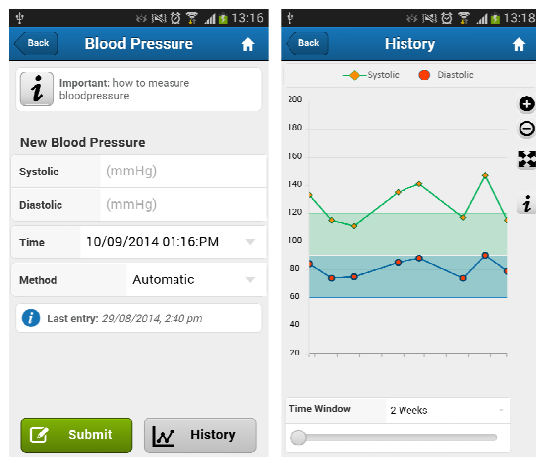 13:16
Back
Blood Pressure
Important: how to measure
bloodpressure
New Blood Pressure
Systolic (mmHg)
Diastolic (mmHg)
Time 10/09/2014 01:16:PM
Method Automatic
Last entry: 29/08/2014, 2:40 pm
Submit
History
13:18
Back
History
Systolic Diastolic
200
180
160
140
120
100
80
60
40
20
Time Window 2 Weeks